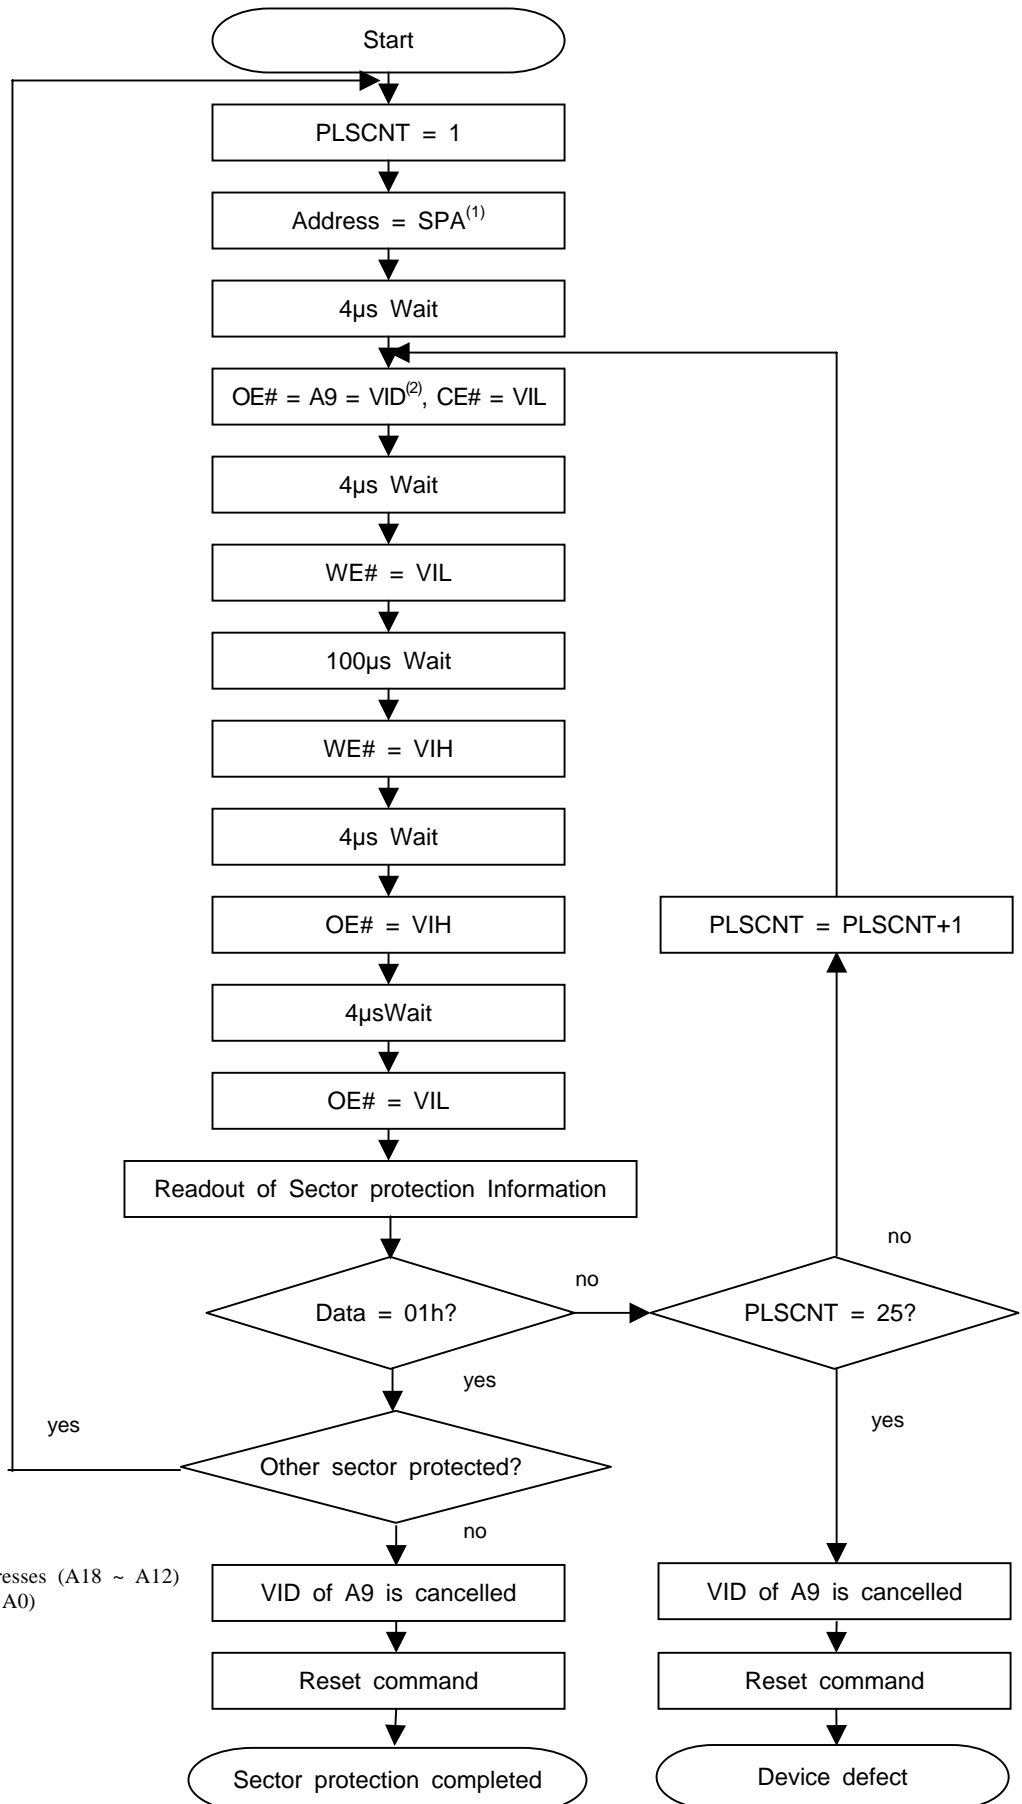 Start
PLSCNT = 1
Address = SPA(1)
4µs Wait
OE# = A9 = VID(2), CE# = VIL
4µs Wait
WE# = VIL
100µs Wait
WE# = VIH
4µs Wait
OE# = VIH
PLSCNT = PLSCNT+1
4µsWait
OE# = VIL
Readout of Sector protection Information
no
no
Data = 01h?
PLSCNT = 25?
yes
yes
yes
Other sector protected?
no
resses (A18 ~ A12)
A0)
VID of A9 is cancelled
VID of A9 is cancelled
Reset command
Reset command
Sector protection completed
Device defect